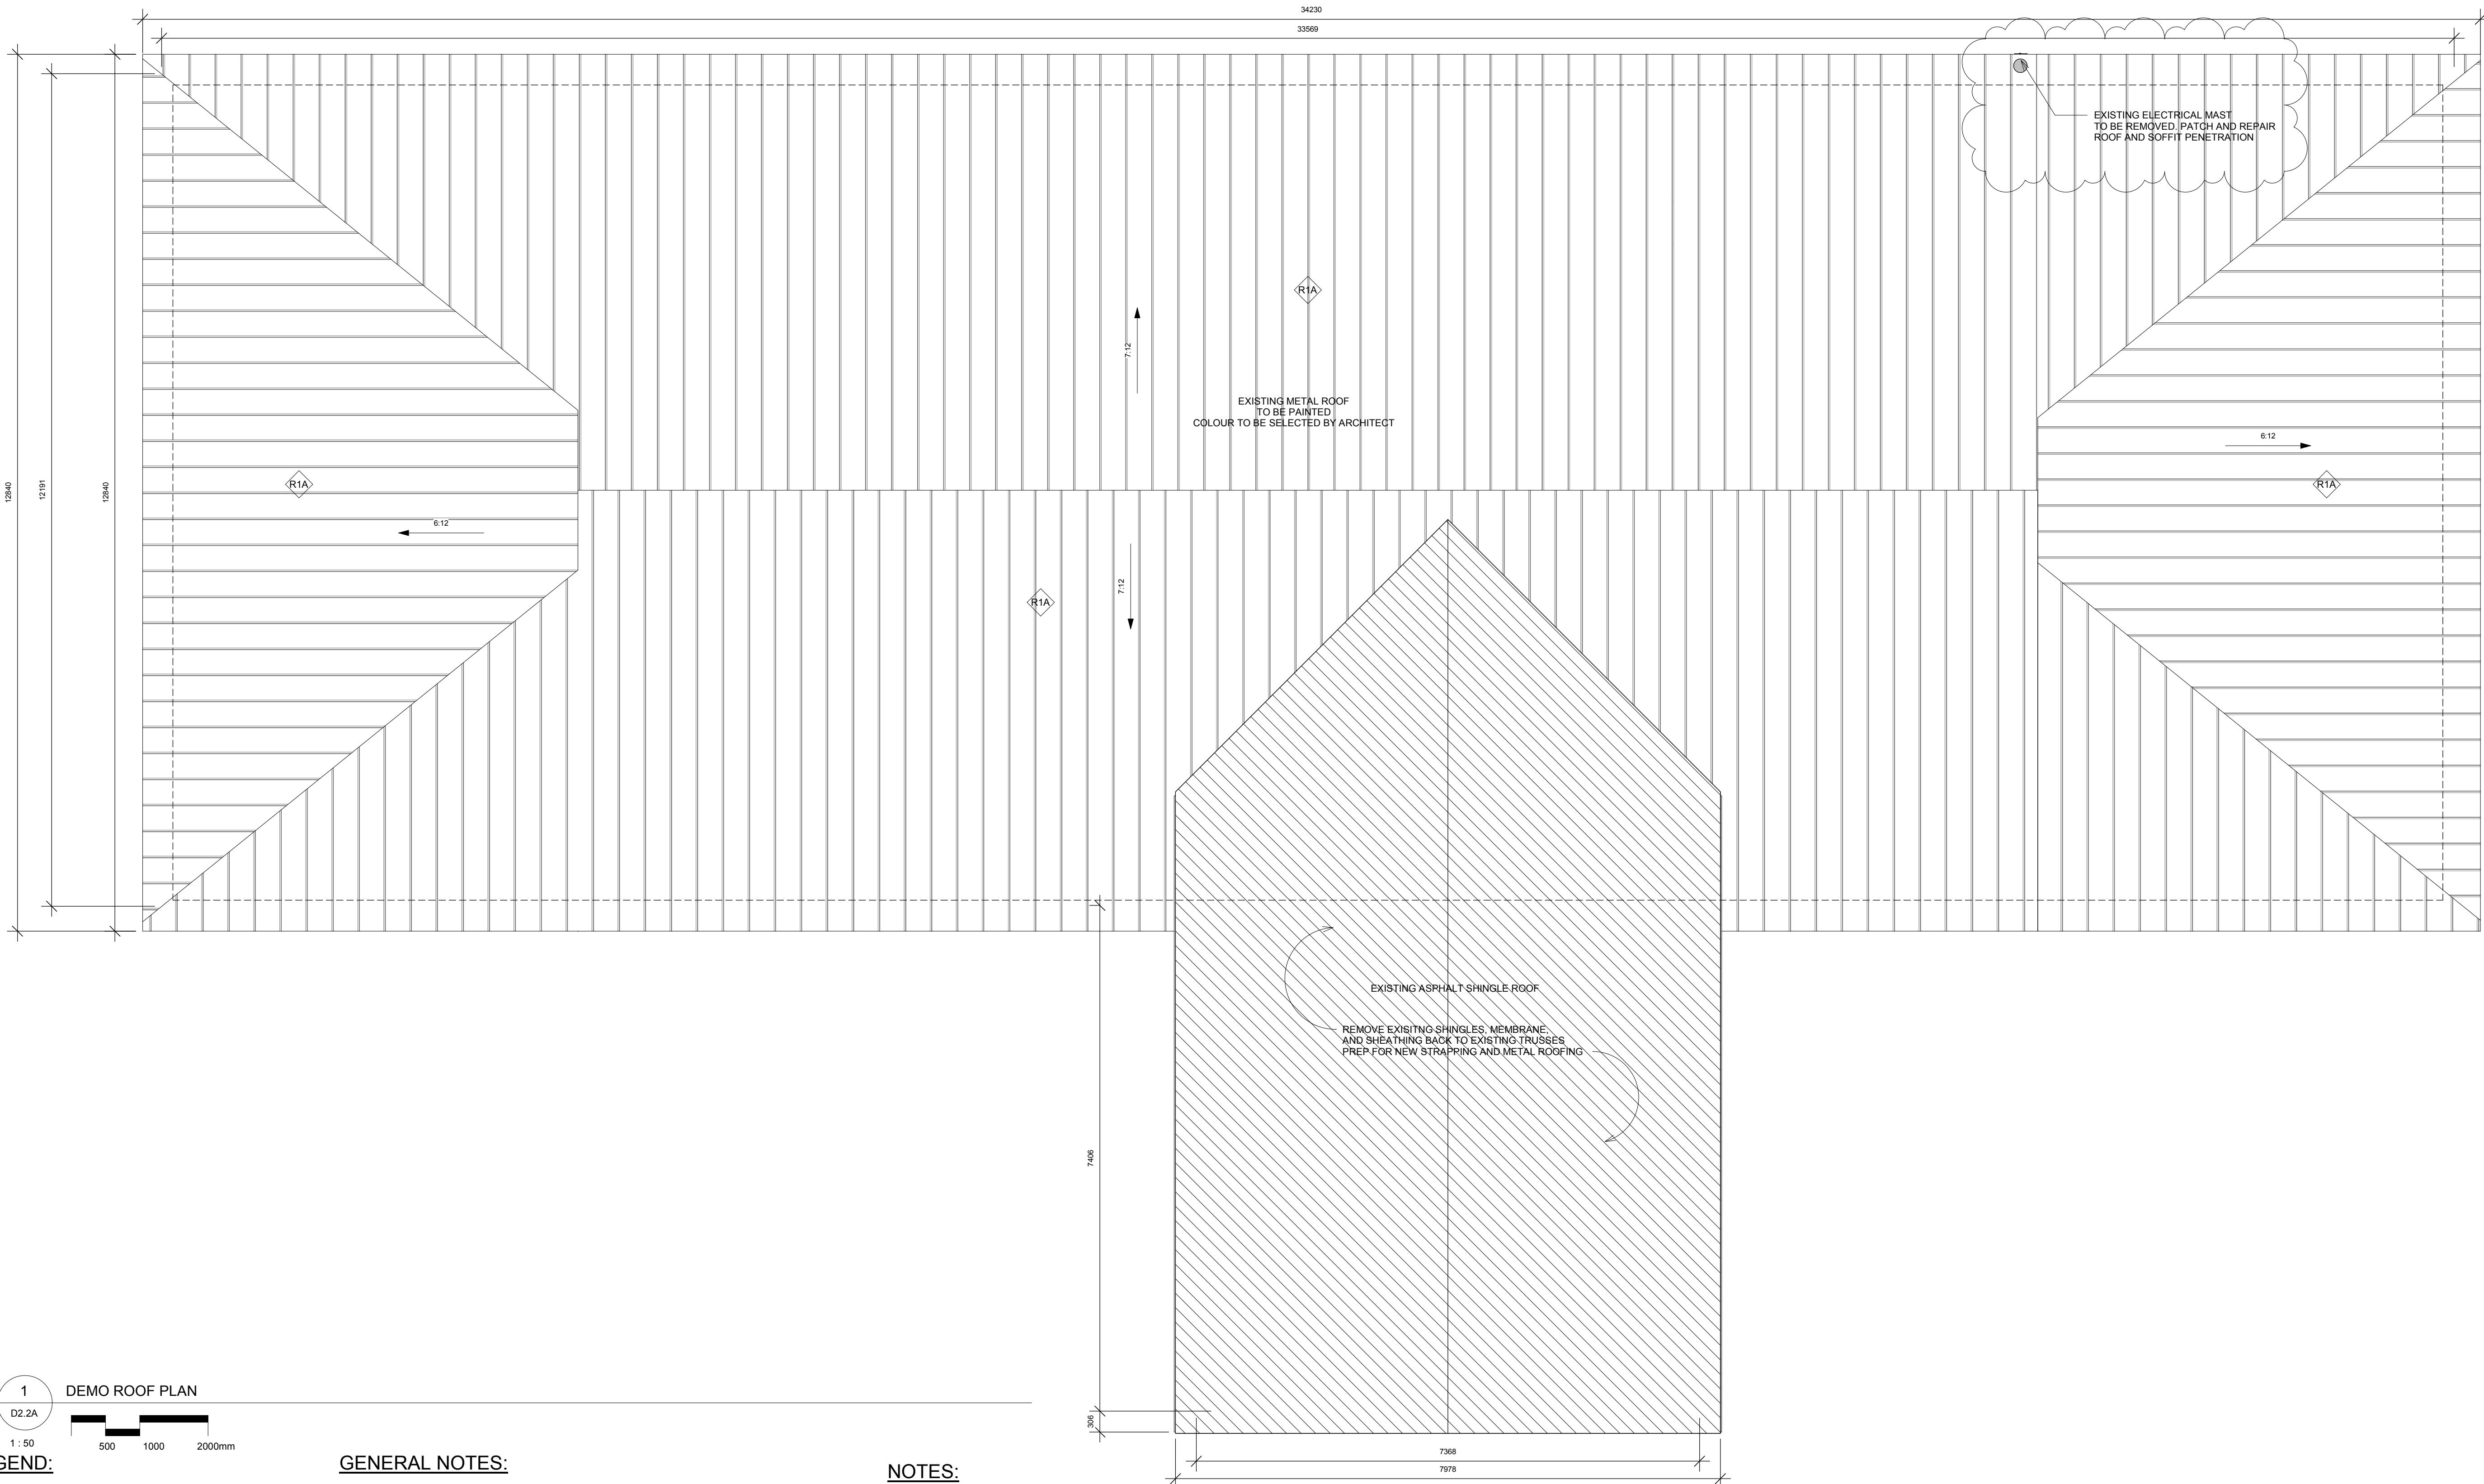 34230
33569
EXISTING ELECTRICAL MAST
TO BE REMOVED. PATCH AND REPAIR
ROOF AND SOFFIT PENETRATION
R1A
7:12
EXISTING METAL ROOF
TO BE PAINTED
COLOUR TO BE SELECTED BY ARCHITECT
6:12
12840
12191
12840
R1A
R1A
6:12
7:12
R1A
EXISTING ASPHALT SHINGLE ROOF
REMOVE EXISITNG SHINGLES, MEMBRANE,
AND SHEATHING BACK TO EXISTING TRUSSES
PREP FOR NEW STRAPPING AND METAL ROOFING
7406
306
7368
7978
1
DEMO ROOF PLAN
D2.2A
1 : 50
500 1000 2000mm
GEND:
GENERAL NOTES:
NOTES: